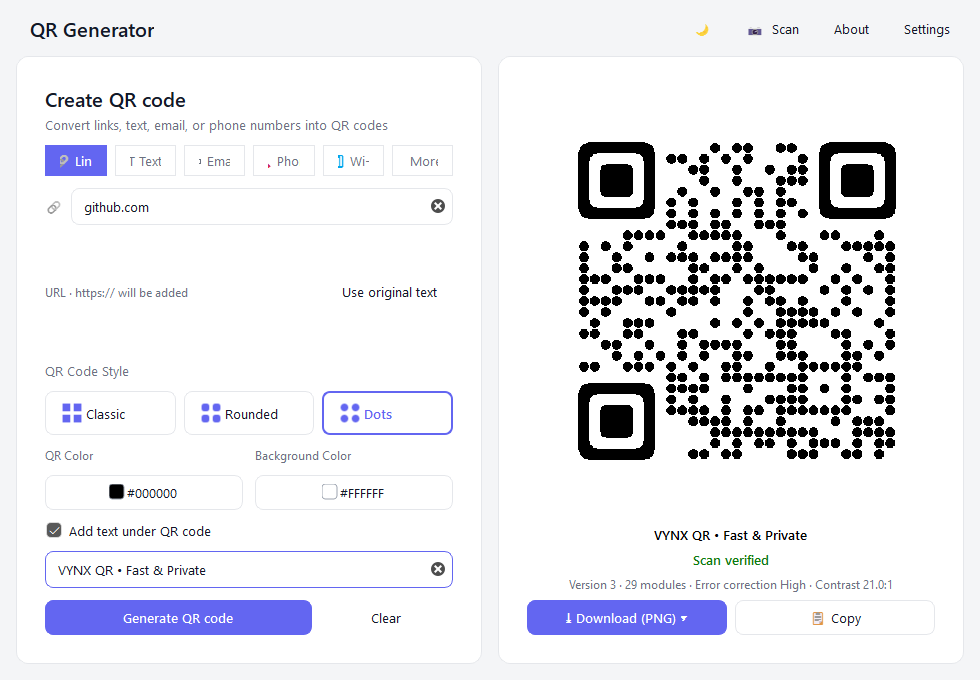 QR Generator
Scan
About
Settings
Create QR code
Convert links, text, email, or phone numbers into QR codes
Lin
T Text
Ema
Pho
Wi-
More
github.com
URL · https:// will be added
Use original text
QR Code Style
Classic
Rounded
Dots
QR Color
Background Color
#000000
#FFFFFF
Add text under QR code
VYNX QR • Fast & Private
Generate QR code
Clear
VYNX QR • Fast & Private
Scan verified
Version 3 · 29 modules · Error correction High · Contrast 21.0:1
Download (PNG)
Copy